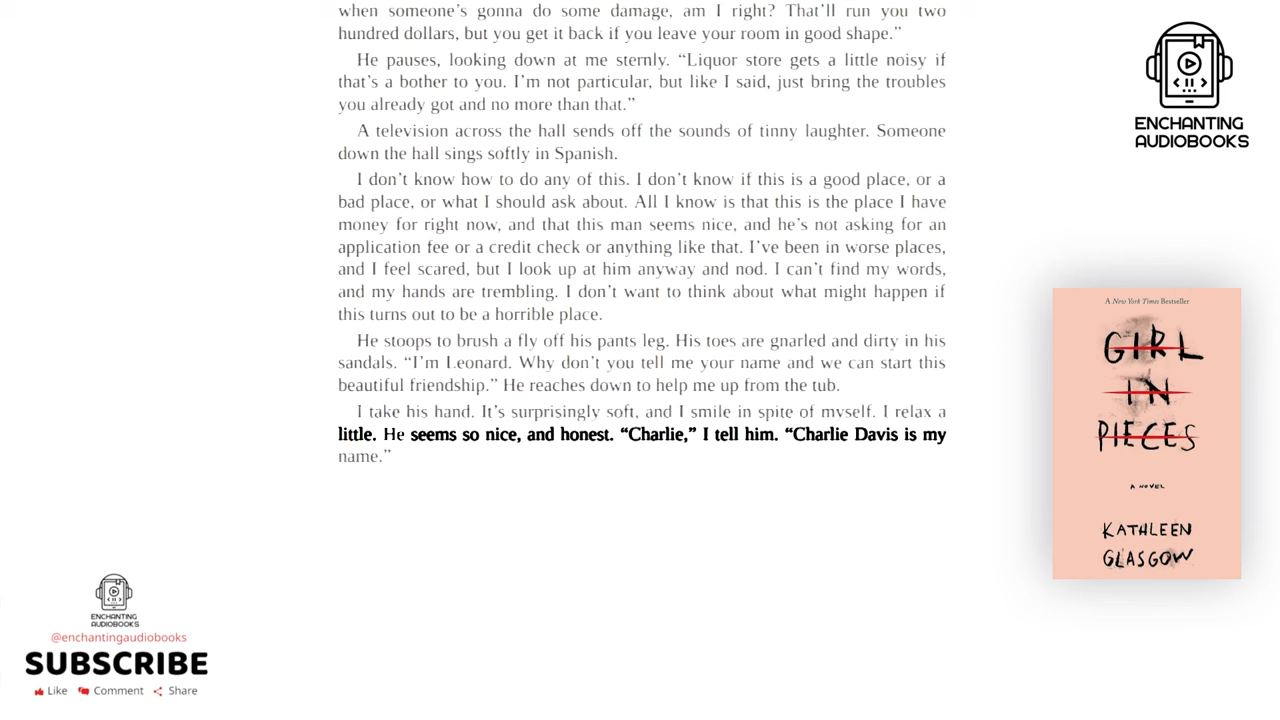 when someone's gonna do some damage, am I right? That'll run you two
hundred dollars, but you get it back if you leave your room in good shape.”
He pauses, looking down at me sternly. “Liquor store gets a little noisy if
that's a bother to you. I'm not particular, but like I said, just bring the troubles
you already got and no more than that.”
A television across the hall sends off the sounds of tinny laughter. Someone
down the hall sings softly in Spanish.
I don't know how to do any of this. I don't know if this is a good place, or a
bad place, or what I should ask about. All I know is that this is the place I have
money for right now, and that this man seems nice, and he's not asking for an
application fee or a credit check or anything like that. I've been in worse places,
and I feel scared, but I look up at him anyway and nod. I can't find my words,
and my hands are trembling. I don't want to think about what might happen if
this turns out to be a horrible place.
He stoops to brush a fly off his pants leg. His toes are gnarled and dirty in his
sandals. “I'm Leonard. Why don't you tell me your name and we can start this
beautiful friendship.” He reaches down to help me up from the tub.
I take his hand. It's surprisingly soft, and I smile in spite of myself. I relax a
little. He seems so nice, and honest. “Charlie,” I tell him. “Charlie Davis is my
name.”
ENCHANTING
AUDIOBOOKS
A New York Times Bestseller
GIRL
IN
PIECES
A NOVEL
KATHLEEN
GLASGOW
ENCHANTING
AUDIOBOOKS
@enchantingaudiobooks
SUBSCRIBE
Like Comment Share